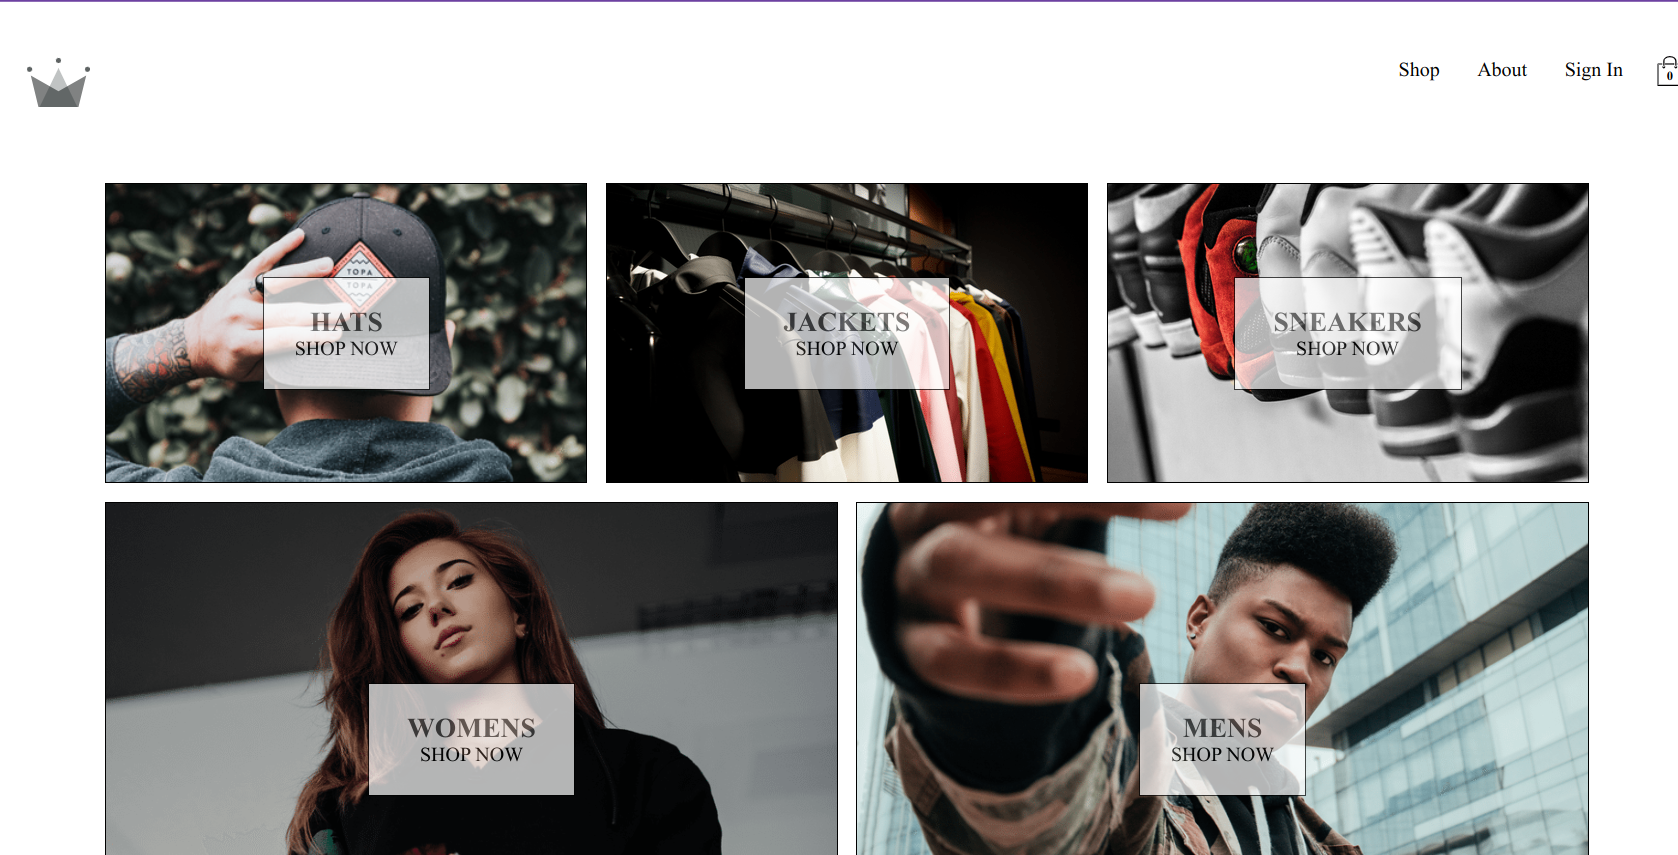 Shop About Sign In
0
TOPA
TOPA
HATS
SHOP NOW
JACKETS
SHOP NOW
SNEAKERS
SHOP NOW
WOMENS
SHOP NOW
MENS
SHOP NOW